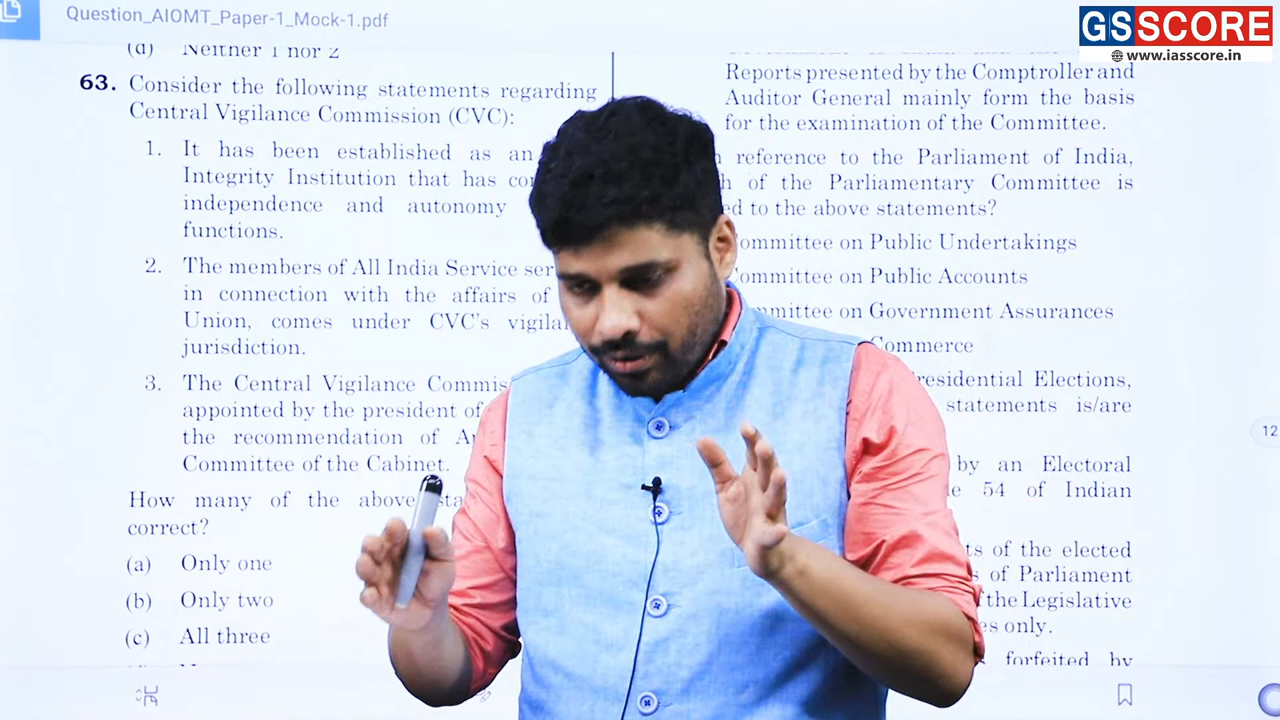 Question_AIOMT_Paper-1_Mock-1.pdf
GSSCORE
www.iasscore.in
(d) Neither 1 nor 2
63. Consider the following statements regarding
Central Vigilance Commission (CVC):
1. It has been established as an
Integrity Institution that has
independence and autonomy
functions.
2. The members of All India Service
in connection with the affairs of
Union, comes under CVC's
jurisdiction.
3. The Central Vigilance
appointed by the president of
the recommendation of
Committee of the Cabinet.
How many of the above
correct?
(a) Only one
(b) Only two
(c) All three
Reports presented by the Comptroller and
Auditor General mainly form the basis
for the examination of the Committee.
reference to the Parliament of India,
of the Parliamentary Committee is
to the above statements?
Committee on Public Undertakings
Committee on Public Accounts
Committee on Government Assurances
Commerce
Presidential Elections,
statements is/are
by an Electoral
54 of Indian
of the elected
of Parliament
of the Legislative
only.
forfeited by
12